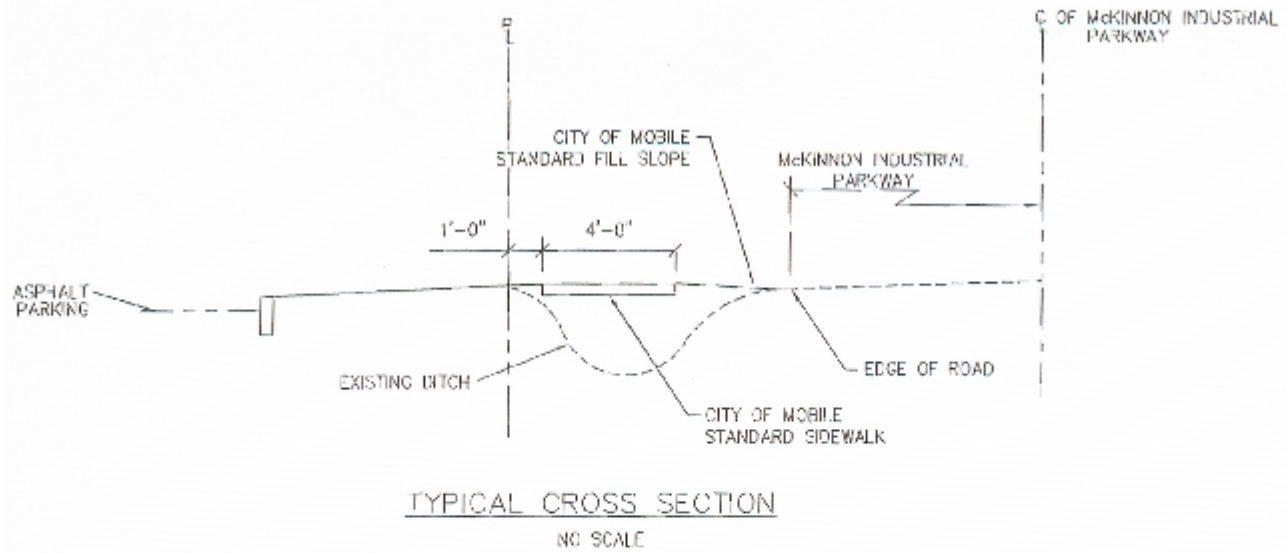 PL
C OF McKINNON INDUSTRIAL
PARKWAY
CITY OF MOBILE
STANDARD FILL SLOPE
McKINNON INDUSTRIAL
PARKWAY
1'-0"
4'-0"
ASPHALT
PARKING
EXISTING DITCH
EDGE OF ROAD
CITY OF MOBILE
STANDARD SIDEWALK
TYPICAL CROSS SECTION
NO SCALE